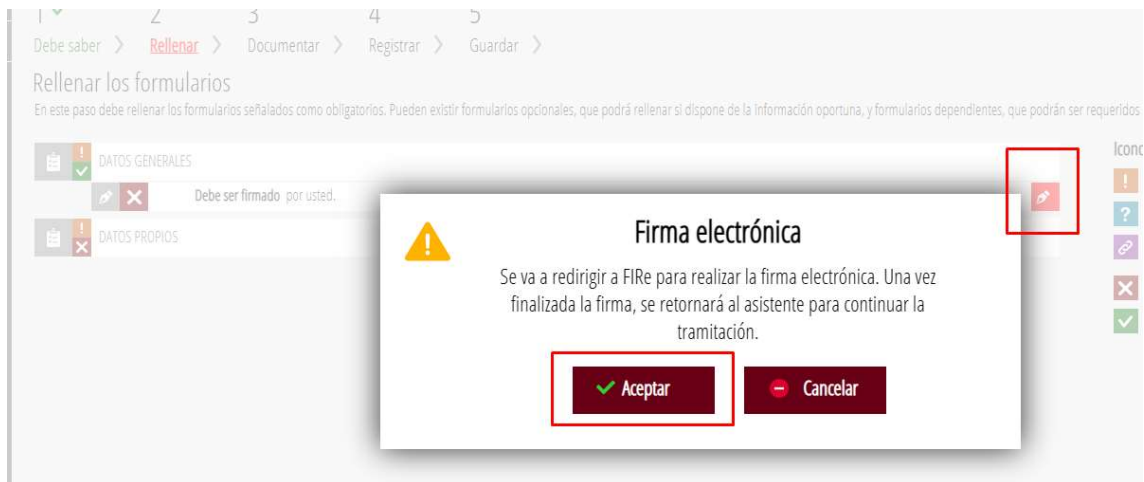 1 2 3 4 5
Debe saber Rellenar Documentar Registrar Guardar
Rellenar los formularios
En este paso debe rellenar los formularios señalados como obligatorios. Pueden existir formularios opcionales, que podrá rellenar si dispone de la información oportuna, y formularios dependientes, que podrán ser requeridos
DATOS GENERALES
Debe ser firmado por usted.
DATOS PROPIOS
Icono
Firma electrónica
Se va a redirigir a FIRe para realizar la firma electrónica. Una vez
finalizada la firma, se retornará al asistente para continuar la
tramitación.
Aceptar Cancelar